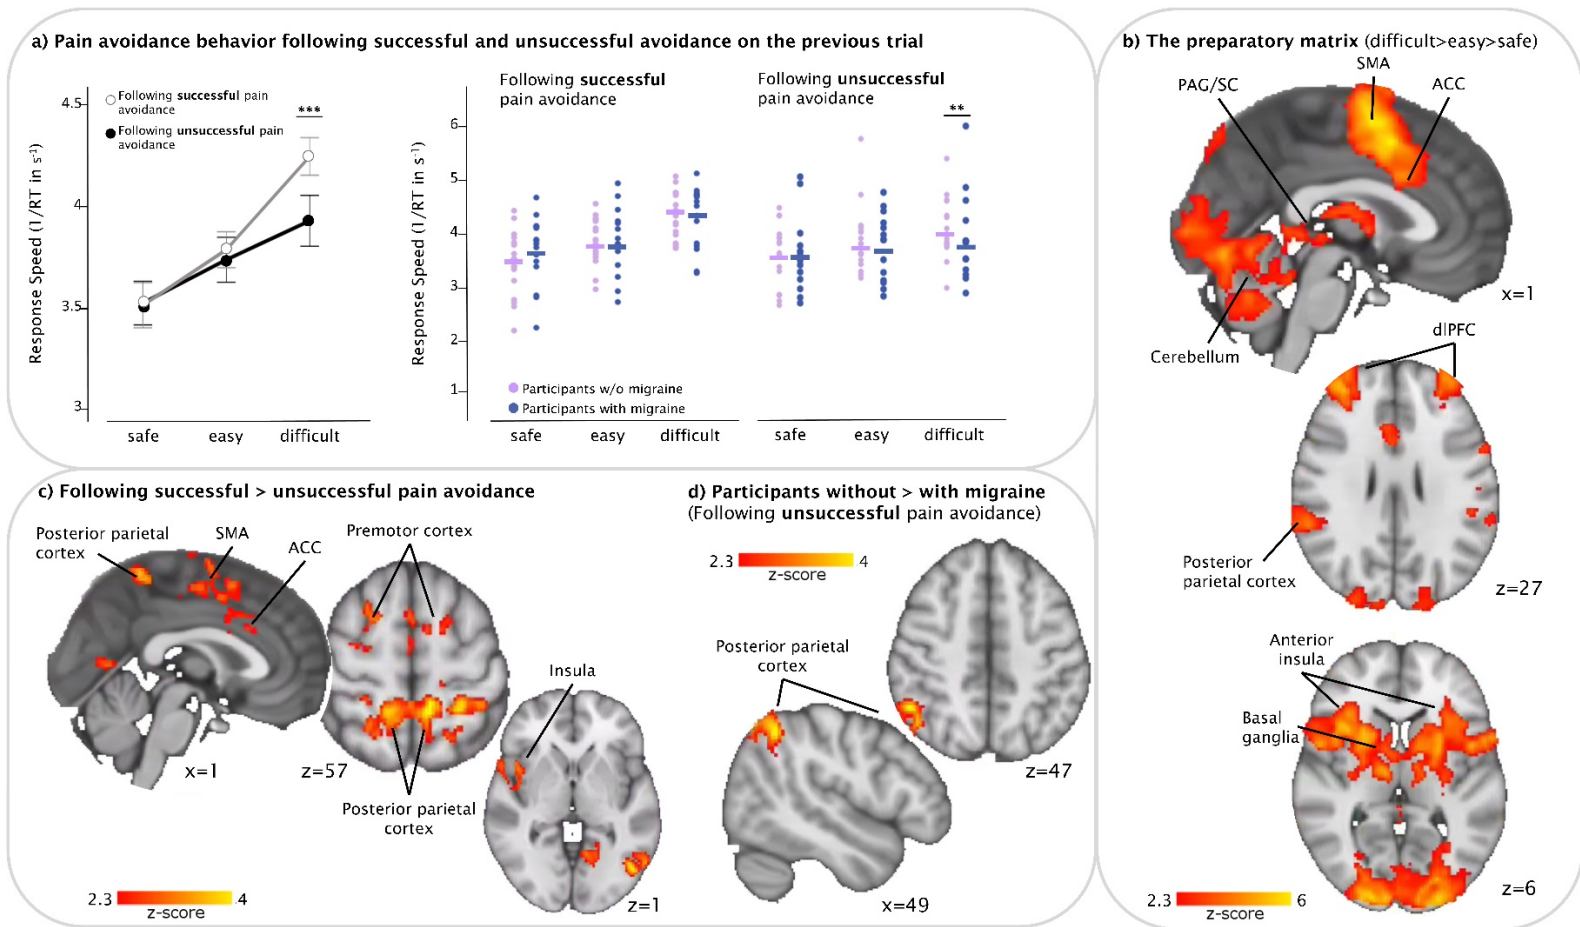 a) Pain avoidance behavior following successful and unsuccessful avoidance on the previous trial
Response Speed (1/RT in s⁻¹)
4.5
4
3.5
3
Following successful pain
avoidance
Following unsuccessful pain
avoidance
***
safe easy difficult
Response Speed (1/RT in s⁻¹)
6
5
4
3
2
1
Following successful
pain avoidance
Following unsuccessful
pain avoidance
**
Participants w/o migraine
Participants with migraine
safe easy difficult safe easy difficult
b) The preparatory matrix (difficult>easy>safe)
SMA
PAG/SC
ACC
Cerebellum
x=1
dlPFC
Posterior
parietal cortex
z=27
Anterior
insula
Basal
ganglia
z=6
2.3 6
z-score
c) Following successful > unsuccessful pain avoidance
Posterior parietal
cortex
SMA
ACC
Premotor cortex
Insula
x=1
z=57
Posterior parietal
cortex
z=1
2.3 .4
z-score
d) Participants without > with migraine
(Following unsuccessful pain avoidance)
2.3 4
z-score
Posterior parietal
cortex
z=47
x=49